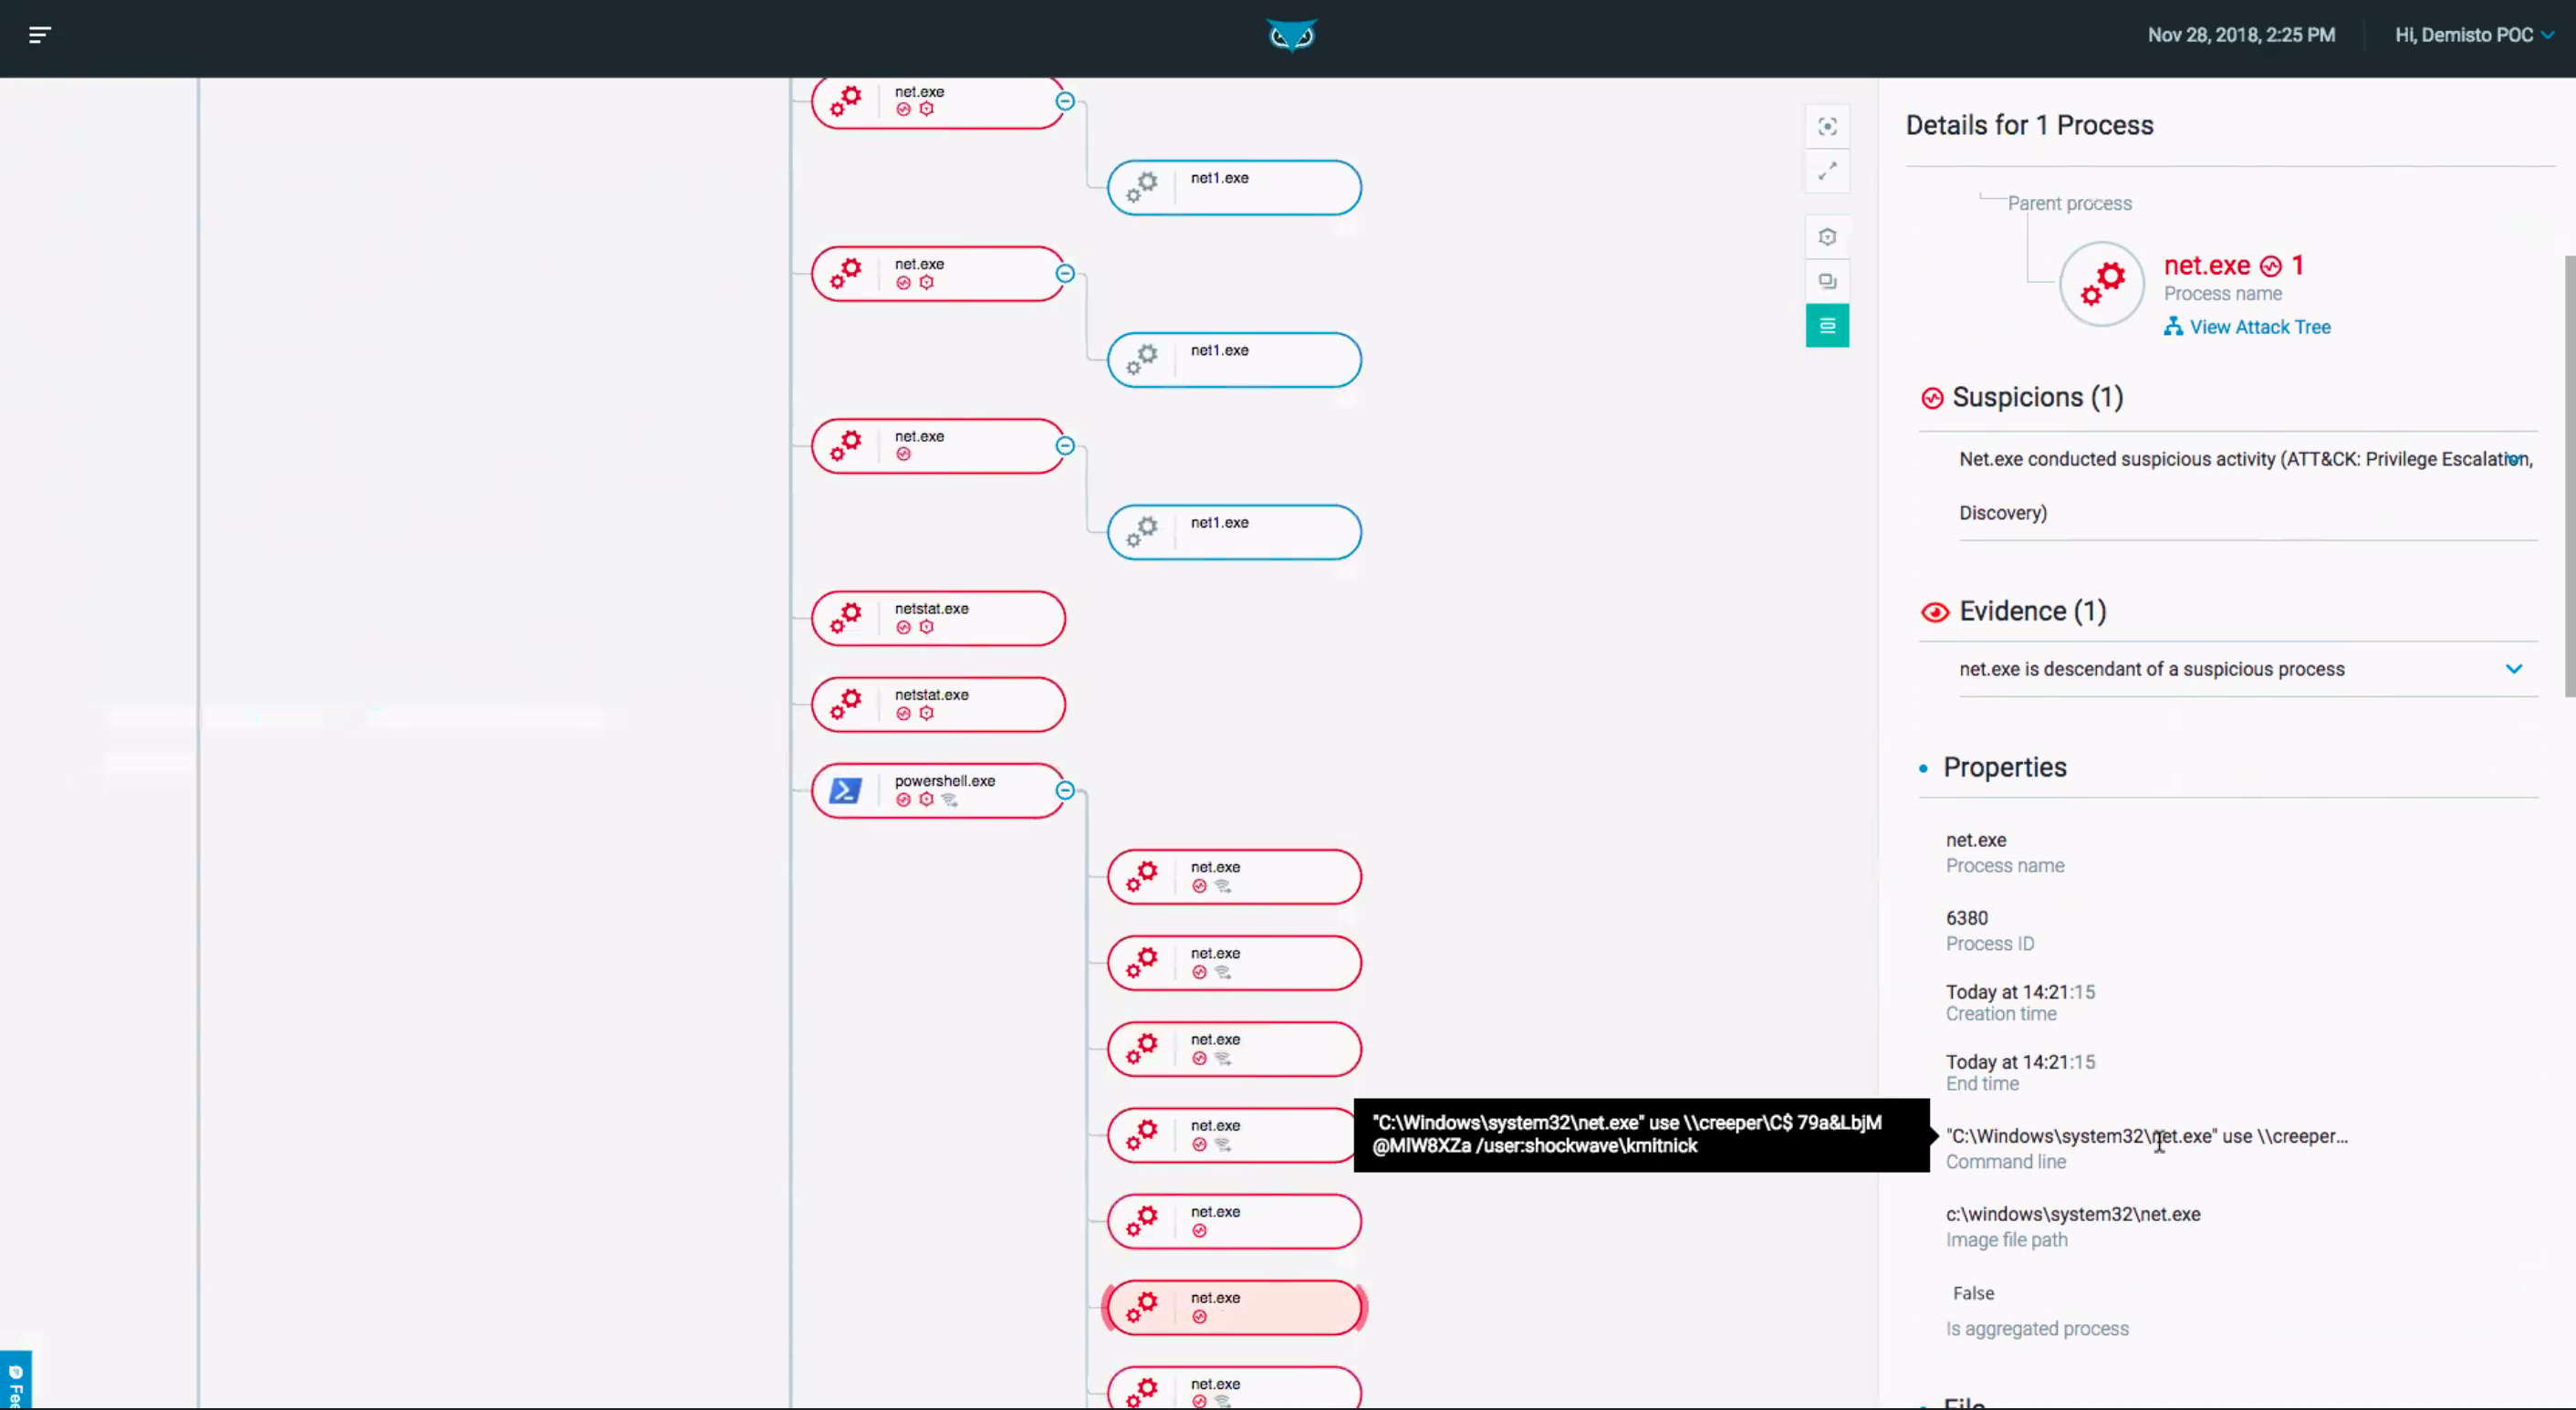 Nov 28, 2018, 2:25 PM
Hi, Demisto POC
net.exe
net1.exe
net.exe
net1.exe
net.exe
net1.exe
netstat.exe
netstat.exe
powershell.exe
net.exe
net.exe
net.exe
net.exe
net.exe
net.exe
net.exe
"C:\Windows\system32\net.exe" use \\creeper\C$ 79a&LbjM
@MIW8XZa /user:shockwave\kmitnick
Details for 1 Process
Parent process
net.exe 1
Process name
View Attack Tree
Suspicions (1)
Net.exe conducted suspicious activity (ATT&CK: Privilege Escalation,
Discovery)
Evidence (1)
net.exe is descendant of a suspicious process
Properties
net.exe
Process name
6380
Process ID
Today at 14:21:15
Creation time
Today at 14:21:15
End time
"C:\Windows\system32\net.exe" use \\creeper...
Command line
c:\windows\system32\net.exe
Image file path
False
Is aggregated process